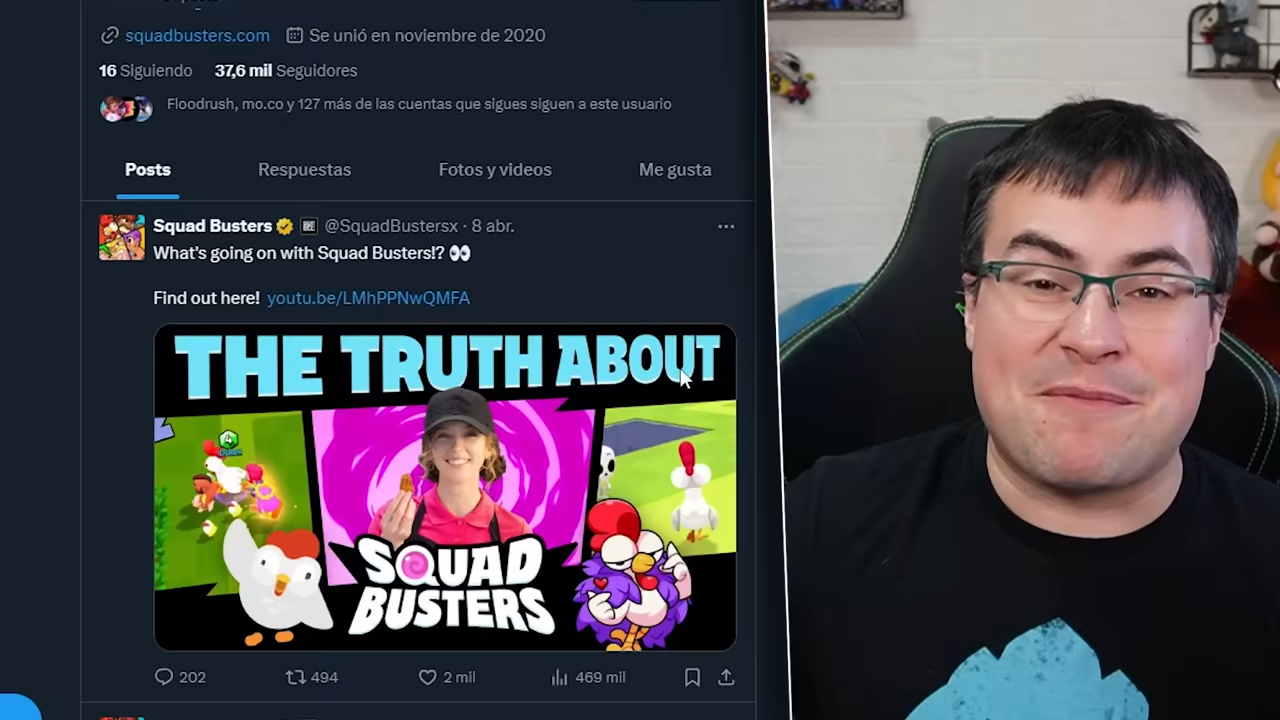 squadbusters.com Se unió en noviembre de 2020
16 Siguiendo 37,6 mil Seguidores
Floodrush, mo.co y 127 más de las cuentas que sigues siguen a este usuario
Posts Respuestas Fotos y videos Me gusta
Squad Busters @SquadBustersx · 8 abr.
What's going on with Squad Busters!? 👀
Find out here! youtu.be/LMhPPNwQMFA
THE TRUTH ABOUT
4
SQUAD
BUSTERS
202 494 2 mil 469 mil